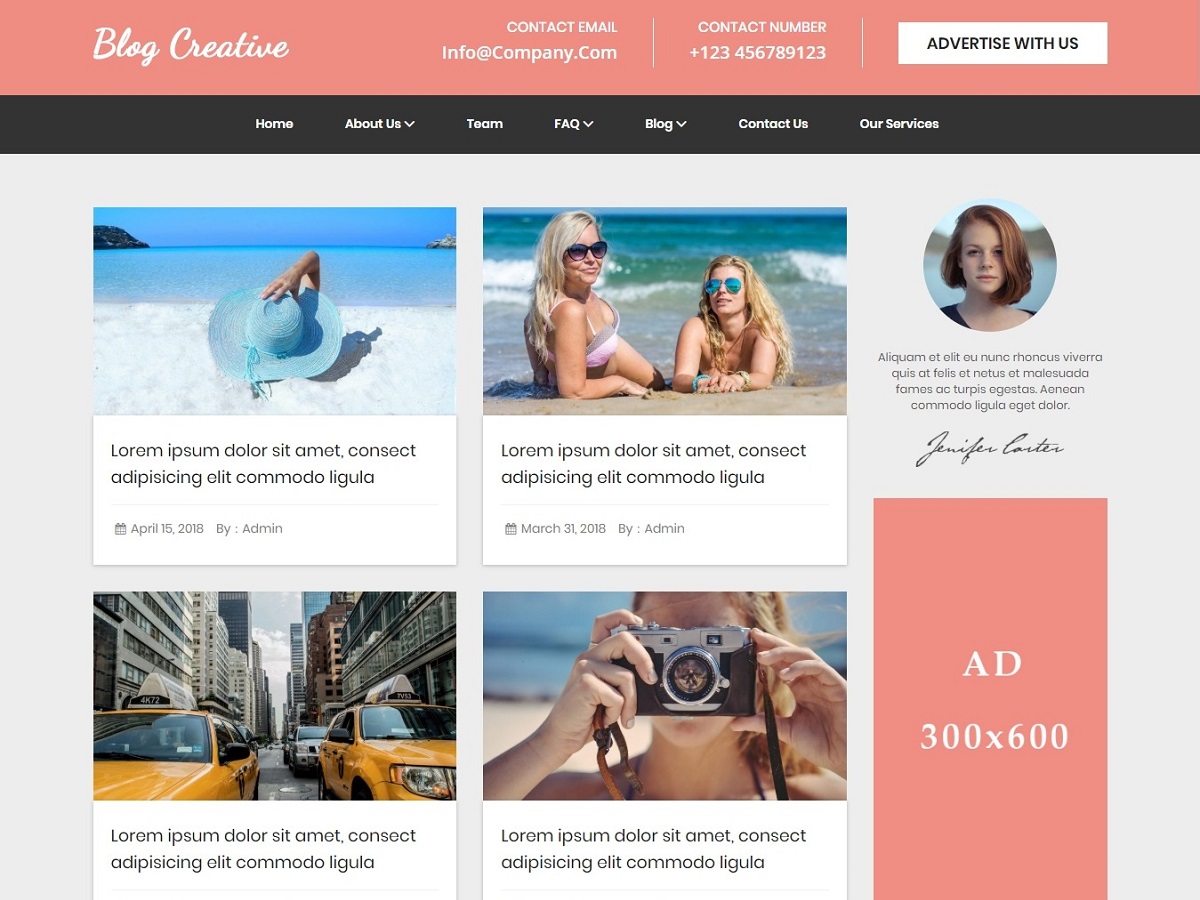 Blog Creative
CONTACT EMAIL
Info@Company.Com
CONTACT NUMBER
+123 456789123
ADVERTISE WITH US
Home
About Us
Team
FAQ
Blog
Contact Us
Our Services
Lorem ipsum dolor sit amet, consect
adipisicing elit commodo ligula
April 15, 2018 By : Admin
Lorem ipsum dolor sit amet, consect
adipisicing elit commodo ligula
March 31, 2018 By : Admin
4K72
7V53
Lorem ipsum dolor sit amet, consect
adipisicing elit commodo ligula
Lorem ipsum dolor sit amet, consect
adipisicing elit commodo ligula
Aliquam et elit eu nunc rhoncus viverra
quis at felis et netus et malesuada
fames ac turpis egestas. Aenean
commodo ligula eget dolor.
Jenifer Carter
AD
300x600